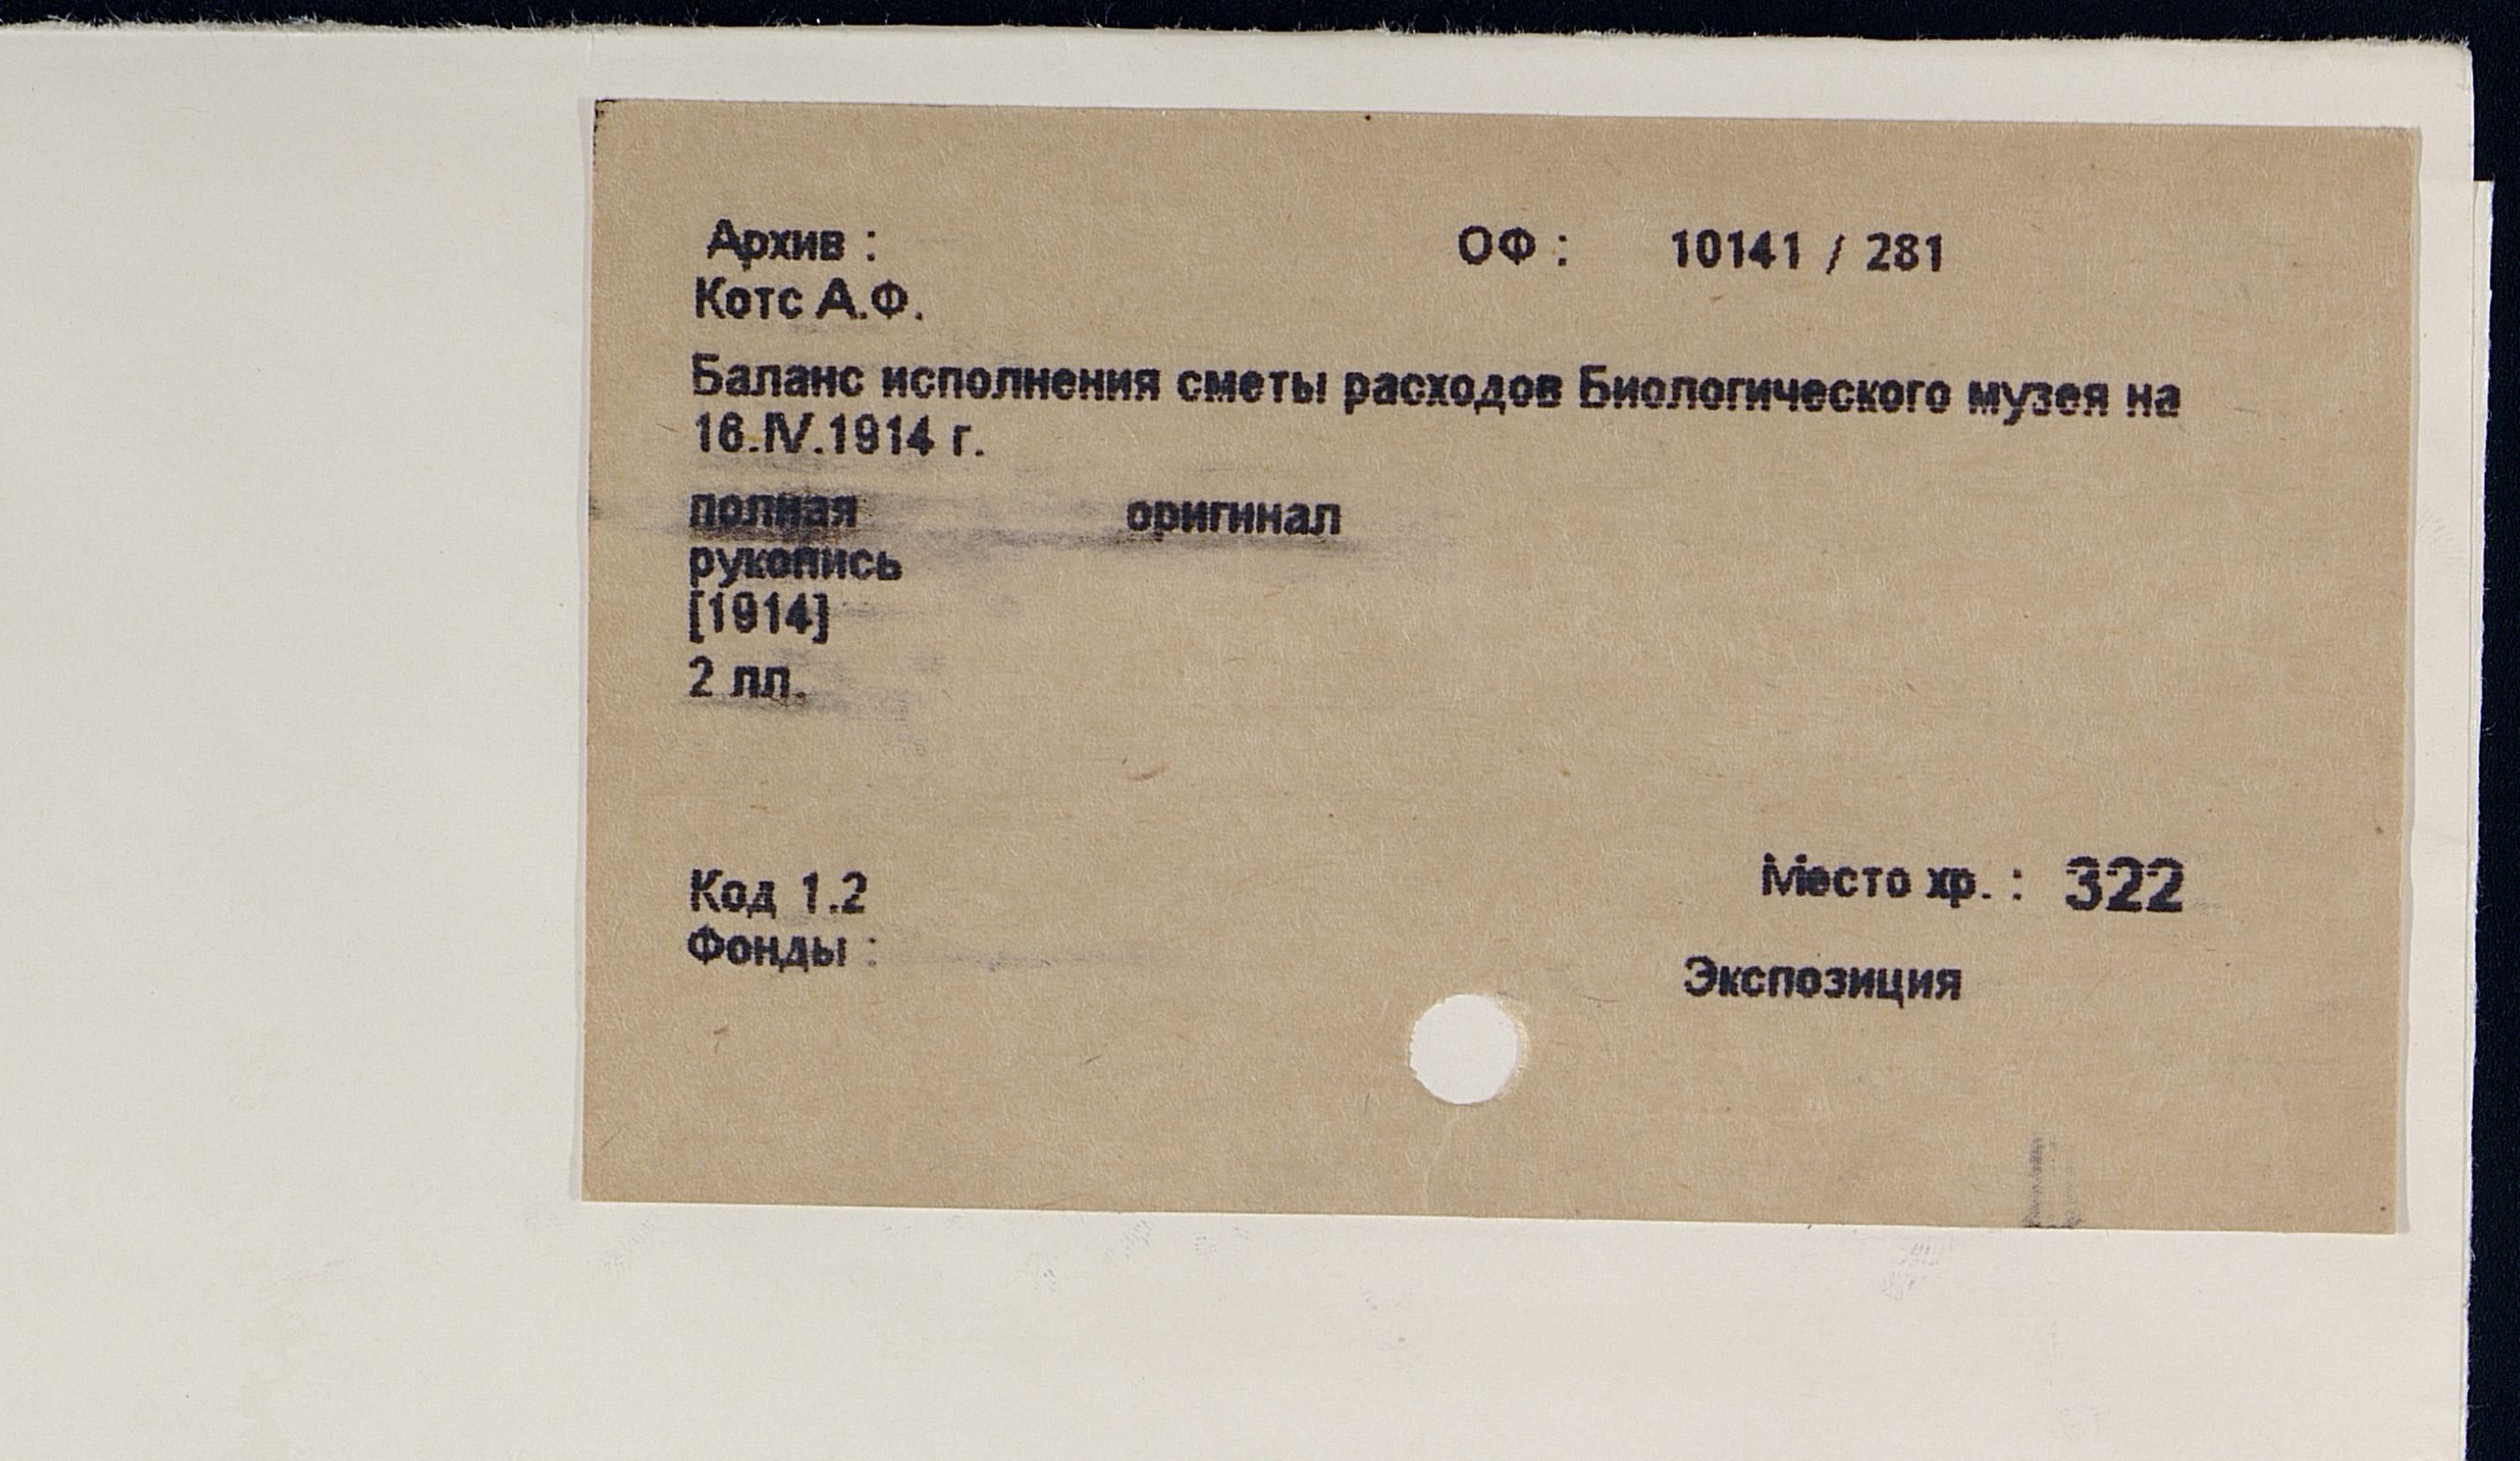 Архив : ОФ : 10141 / 281
Котс А.Ф.
Баланс исполнения сметы расходов Биологического музея на
16.IV.1914 г.
полная оригинал
рукопись
[1914]
2 лл.
Код 1.2 Место хр. : 322
Фонды :
Экспозиция